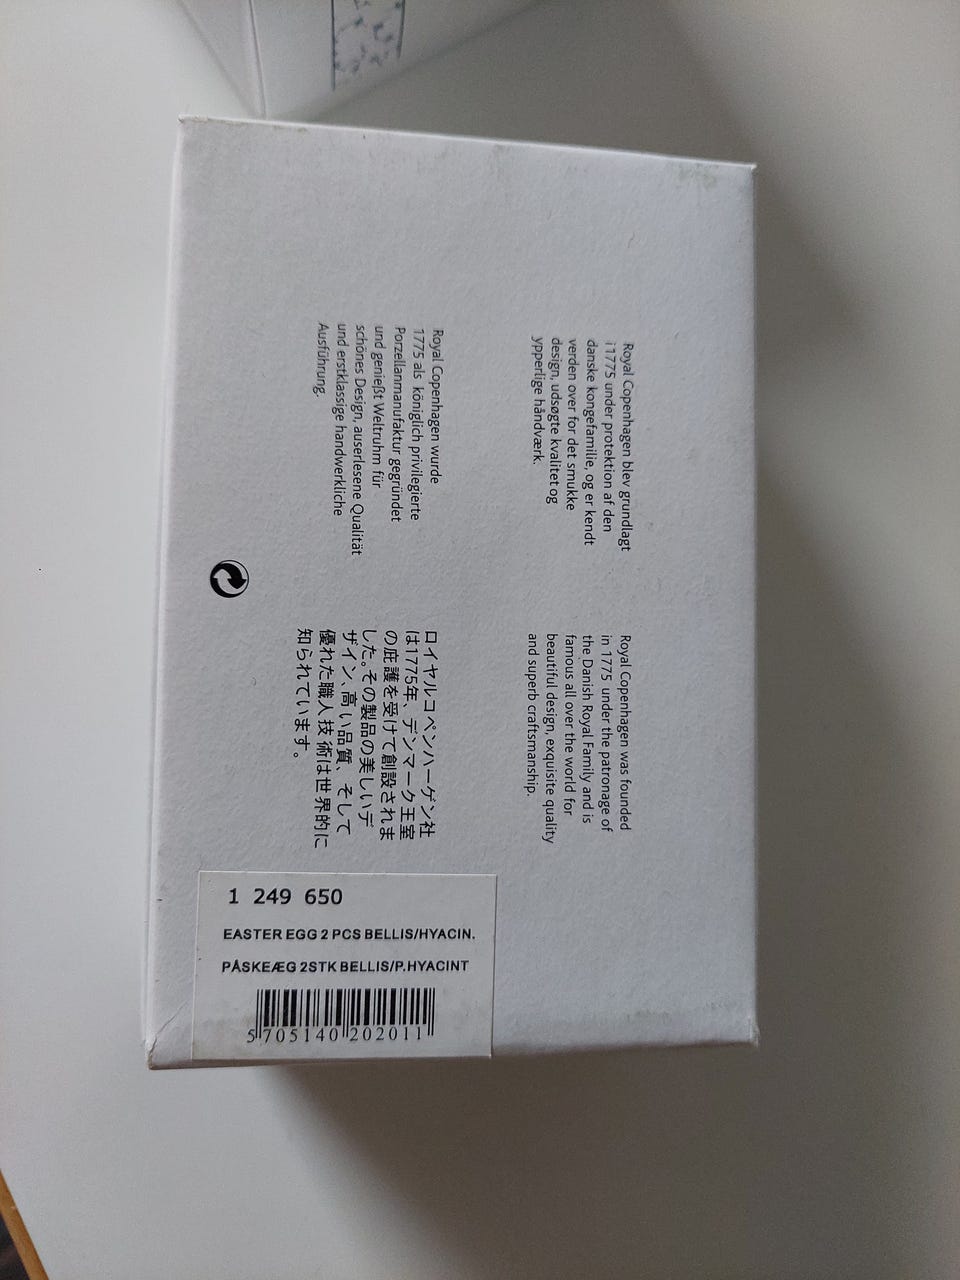 Royal Copenhagen blev grundlagt
i 1775 under protektion af den
danske kongefamilie, og er kendt
verden over for det smukke
design, udsøgte kvalitet og
ypperlige håndværk.
Royal Copenhagen was founded
in 1775 under the patronage of
the Danish Royal Family and is
famous all over the world for
beautiful design, exquisite quality
and superb craftsmanship.
Royal Copenhagen wurde
1775 als königlich privilegierte
Porzellanmanufaktur gegründet
und genießt Weltruhm für
schönes Design, auserlesene Qualität
und erstklassige handwerkliche
Ausführung.
ロイヤルコペンハーゲン社
は1775年、デンマーク王室
の庇護を受けて創設されま
した。その製品の美しいデ
ザイン、高い品質、そして
優れた職人技術は世界的に
知られています。
1 249 650
EASTER EGG 2 PCS BELLIS/HYACIN.
PÅSKEÆG 2STK BELLIS/P.HYACINT
5 705140 202011